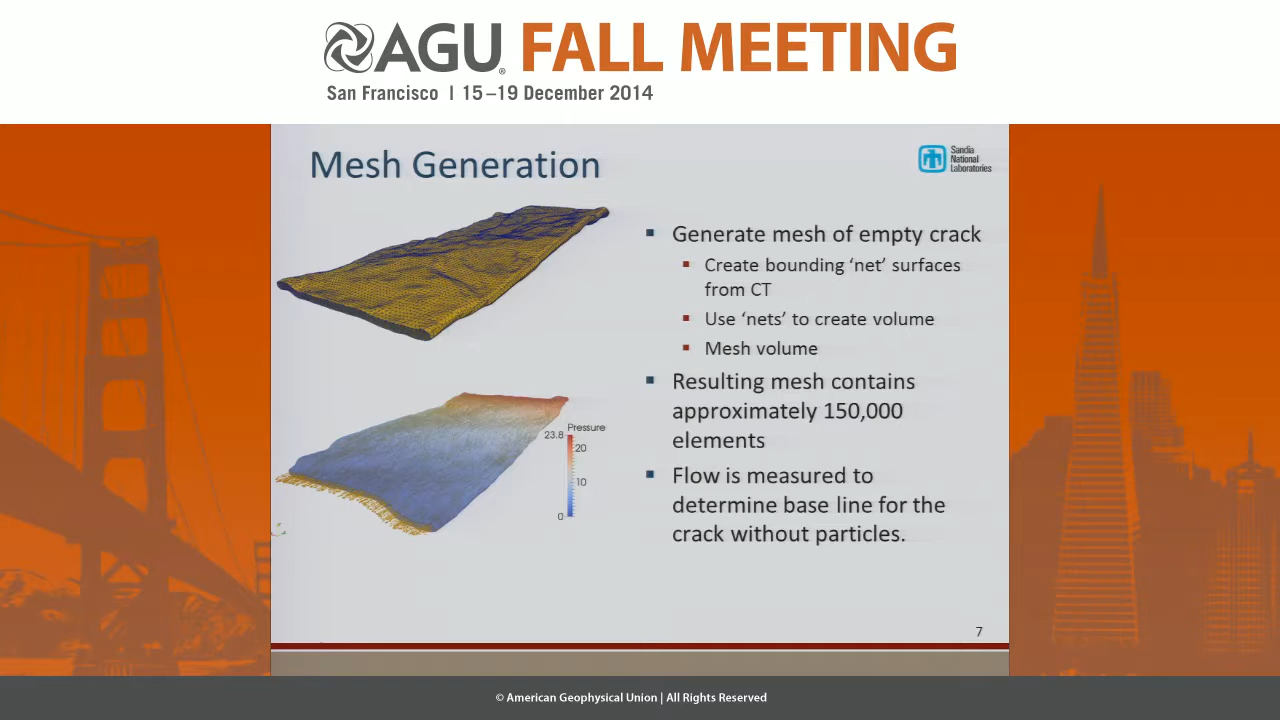 AGU FALL MEETING
San Francisco | 15–19 December 2014
Mesh Generation
Sandia
National
Laboratories
Generate mesh of empty crack
Create bounding ‘net’ surfaces
from CT
Use ‘nets’ to create volume
Mesh volume
Resulting mesh contains
approximately 150,000
elements
Flow is measured to
determine base line for the
crack without particles.
Pressure
23.8
20
10
0
7
© American Geophysical Union | All Rights Reserved